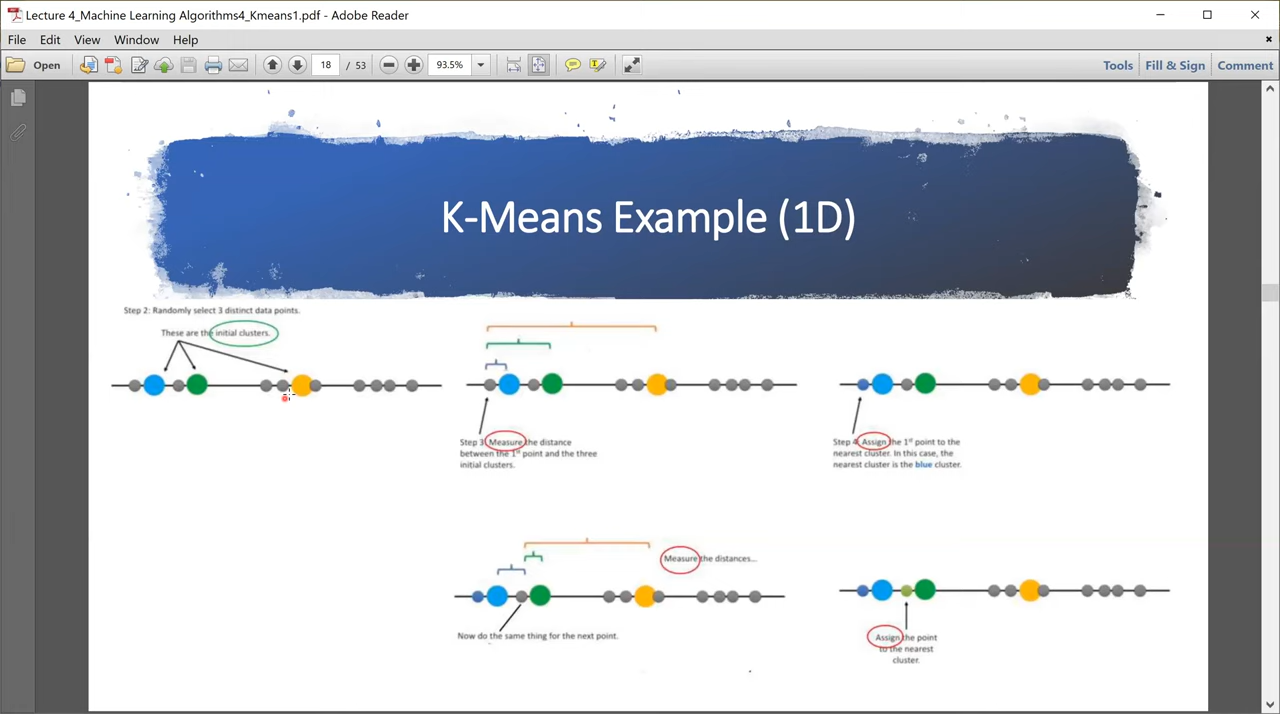 Lecture 4_Machine Learning Algorithms4_Kmeans1.pdf - Adobe Reader
File Edit View Window Help
Open 18 / 53 93.5% Tools Fill & Sign Comment
K-Means Example (1D)
Step 2: Randomly select 3 distinct data points.
These are the initial clusters.
Step 3: Measure the distance
between the 1st point and the three
initial clusters.
Step 4: Assign the 1st point to the
nearest cluster. In this case, the
nearest cluster is the blue cluster.
Measure the distances...
Now do the same thing for the next point.
Assign the point
to the nearest
cluster.